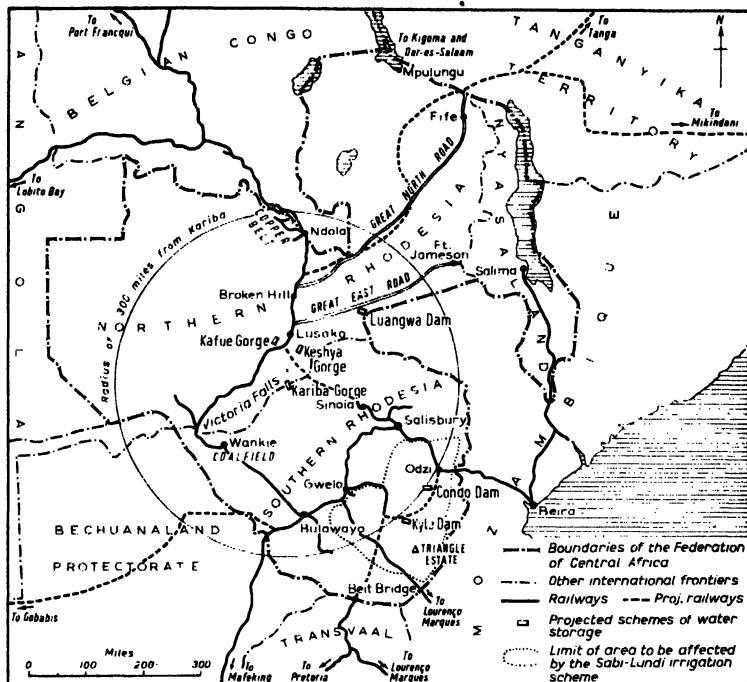 To
Port Francqui
BELGIAN CONGO
To Kigoma and
Dar-es-Salaam
Mpulungu
TANGANYIKA
TERRITORY
To
Tanga
N
To
Mikindani
Fife
To
Lobito Bay
ANGOLA
COPPER
BELT
Ndola
GREAT NORTH ROAD
NYASALAND
Radius of 300 miles from Kariba
NORTHERN RHODESIA
Ft.
Jameson
Salima
Broken Hill
GREAT EAST ROAD
Luangwa Dam
Lusaka
Kafue Gorge
Keshya
Gorge
Kariba Gorge
Victoria Falls
Sinoia
SOUTHERN RHODESIA
Salisbury
Wankie
COALFIELD
Odzi
MOZAMBIQUE
Gwelo
Condo Dam
Beira
Bulawayo
Kyle Dam
BECHUANALAND
PROTECTORATE
△ TRIANGLE
ESTATE
Beit Bridge
To
Lourenço
Marques
To Gobabis
TRANSVAAL
Miles
0 100 200 300
To
Mafeking
To
Pretoria
To
Lourenço
Marques
Boundaries of the Federation
of Central Africa
Other international frontiers
Railways Proj. railways
Projected schemes of water
storage
Limit of area to be affected
by the Sabi-Lundi irrigation
scheme